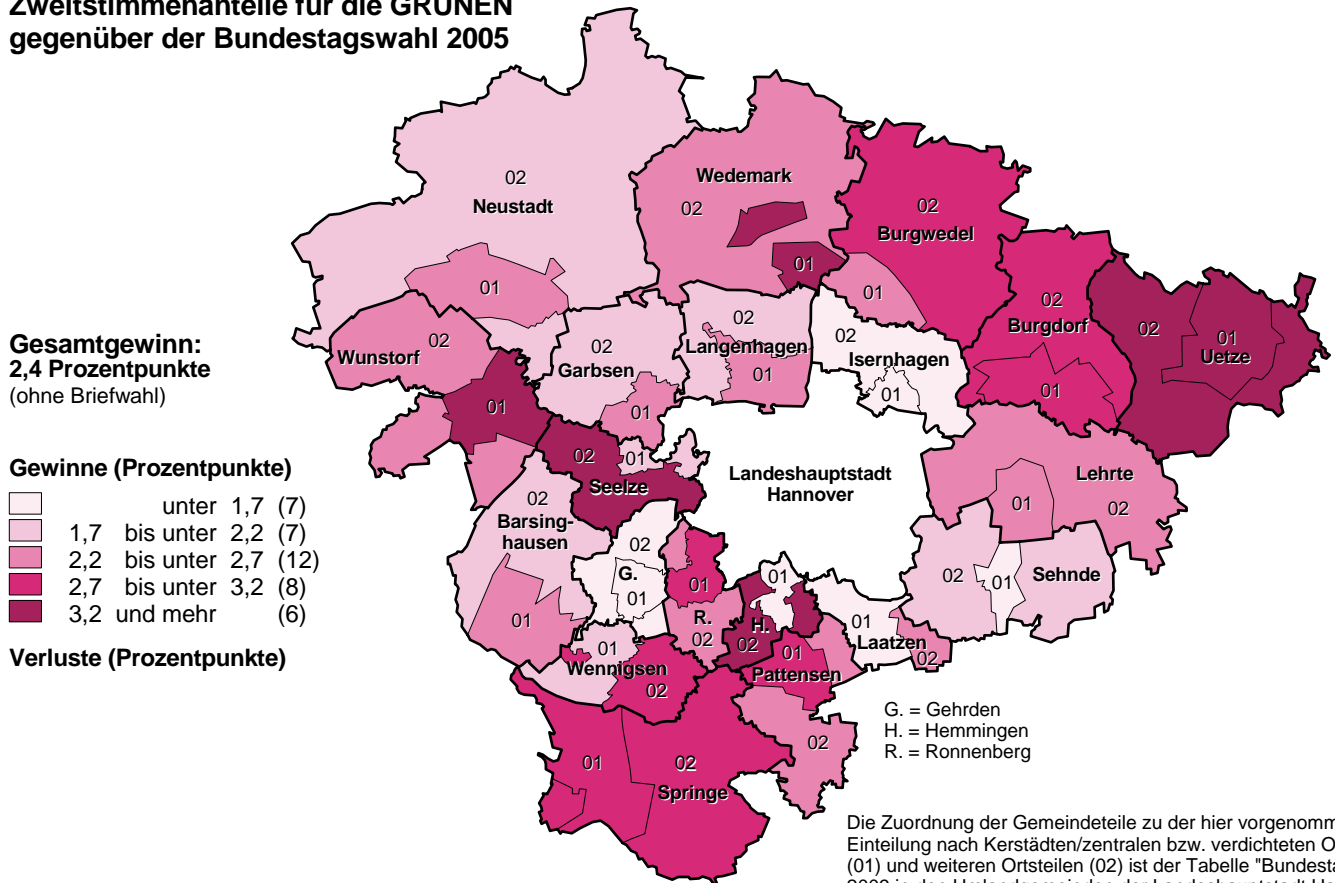 Zweitstimmenanteile für die GRÜNEN
gegenüber der Bundestagswahl 2005
02
Neustadt
01
Wedemark
02
01
02
Burgwedel
01
02
Burgdorf
01
02
01
Uetze
Gesamtgewinn:
2,4 Prozentpunkte
(ohne Briefwahl)
Wunstorf
02
01
02
Garbsen
01
02
Langenhagen
01
02
Isernhagen
01
Gewinne (Prozentpunkte)
unter 1,7 (7)
1,7 bis unter 2,2 (7)
2,2 bis unter 2,7 (12)
2,7 bis unter 3,2 (8)
3,2 und mehr (6)
Verluste (Prozentpunkte)
02
01
Seelze
Landeshauptstadt
Hannover
Lehrte
01
02
02
Barsing-
hausen
01
02
G.
01
01
R.
02
01
H.
02
01
Laatzen
02
02
01
Sehnde
01
Wennigsen
02
01
Pattensen
02
01
02
Springe
G. = Gehrden
H. = Hemmingen
R. = Ronnenberg
Die Zuordnung der Gemeindeteile zu der hier vorgenomm
Einteilung nach Kerstädten/zentralen bzw. verdichteten O
(01) und weiteren Ortsteilen (02) ist der Tabelle "Bundesta